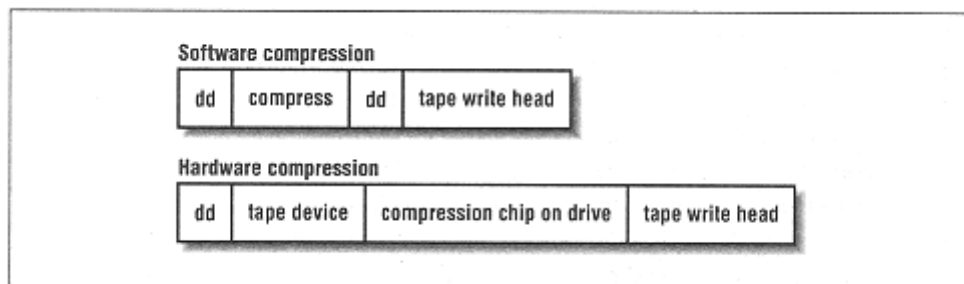 Software compression
dd compress dd tape write head
Hardware compression
dd tape device compression chip on drive tape write head